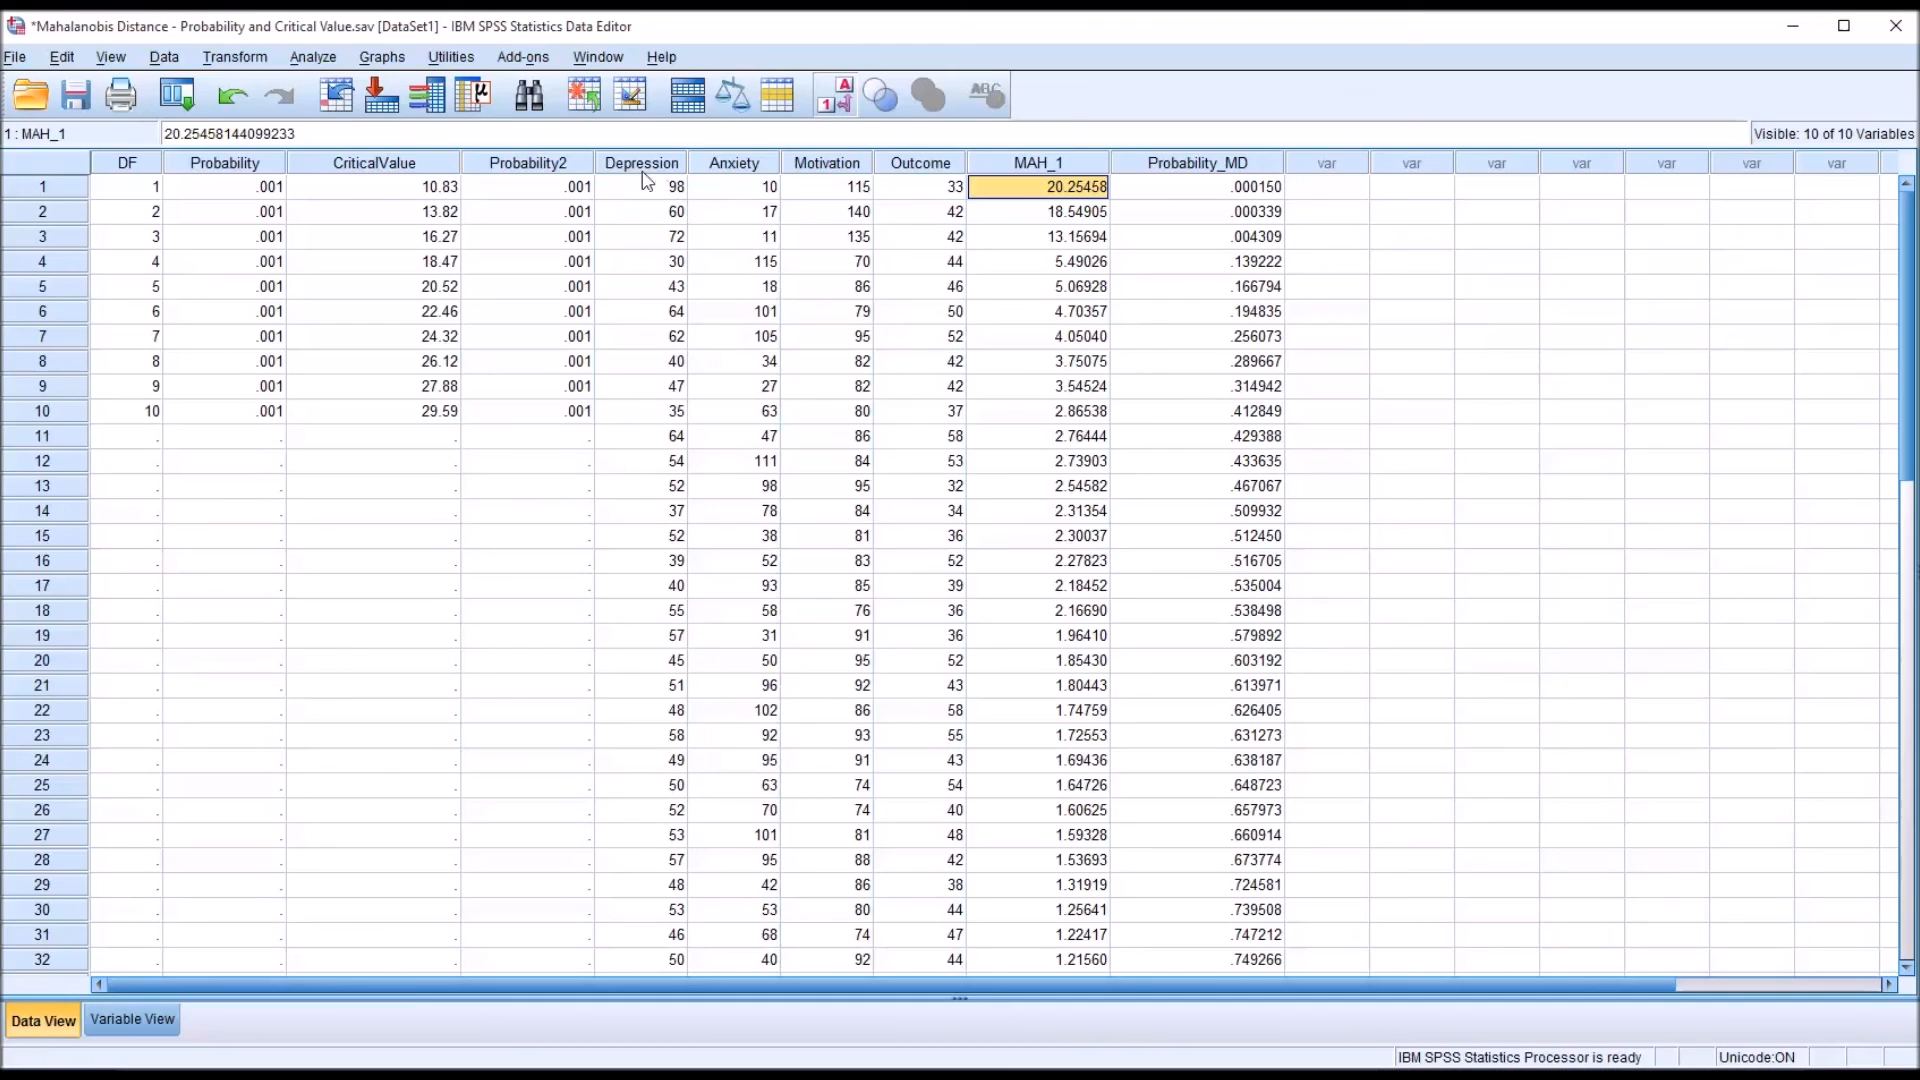 *Mahalanobis Distance - Probability and Critical Value.sav [DataSet1] - IBM SPSS Statistics Data Editor
File Edit View Data Transform Analyze Graphs Utilities Add-ons Window Help
1 A ABC
1 : MAH_1 20.25458144099233 Visible: 10 of 10 Variables
DF Probability CriticalValue Probability2 Depression Anxiety Motivation Outcome MAH_1 Probability_MD var var var var var var var
1 1 .001 10.83 .001 98 10 115 33 20.25458 .000150
2 2 .001 13.82 .001 60 17 140 42 18.54905 .000339
3 3 .001 16.27 .001 72 11 135 42 13.15694 .004309
4 4 .001 18.47 .001 30 115 70 44 5.49026 .139222
5 5 .001 20.52 .001 43 18 86 46 5.06928 .166794
6 6 .001 22.46 .001 64 101 79 50 4.70357 .194835
7 7 .001 24.32 .001 62 105 95 52 4.05040 .256073
8 8 .001 26.12 .001 40 34 82 42 3.75075 .289667
9 9 .001 27.88 .001 47 27 82 42 3.54524 .314942
10 10 .001 29.59 .001 35 63 80 37 2.86538 .412849
11 . . . . 64 47 86 58 2.76444 .429388
12 . . . . 54 111 84 53 2.73903 .433635
13 . . . . 52 98 95 32 2.54582 .467067
14 . . . . 37 78 84 34 2.31354 .509932
15 . . . . 52 38 81 36 2.30037 .512450
16 . . . . 39 52 83 52 2.27823 .516705
17 . . . . 40 93 85 39 2.18452 .535004
18 . . . . 55 58 76 36 2.16690 .538498
19 . . . . 57 31 91 36 1.96410 .579892
20 . . . . 45 50 95 52 1.85430 .603192
21 . . . . 51 96 92 43 1.80443 .613971
22 . . . . 48 102 86 58 1.74759 .626405
23 . . . . 58 92 93 55 1.72553 .631273
24 . . . . 49 95 91 43 1.69436 .638187
25 . . . . 50 63 74 54 1.64726 .648723
26 . . . . 52 70 74 40 1.60625 .657973
27 . . . . 53 101 81 48 1.59328 .660914
28 . . . . 57 95 88 42 1.53693 .673774
29 . . . . 48 42 86 38 1.31919 .724581
30 . . . . 53 53 80 44 1.25641 .739508
31 . . . . 46 68 74 47 1.22417 .747212
32 . . . . 50 40 92 44 1.21560 .749266
Data View Variable View
IBM SPSS Statistics Processor is ready Unicode:ON